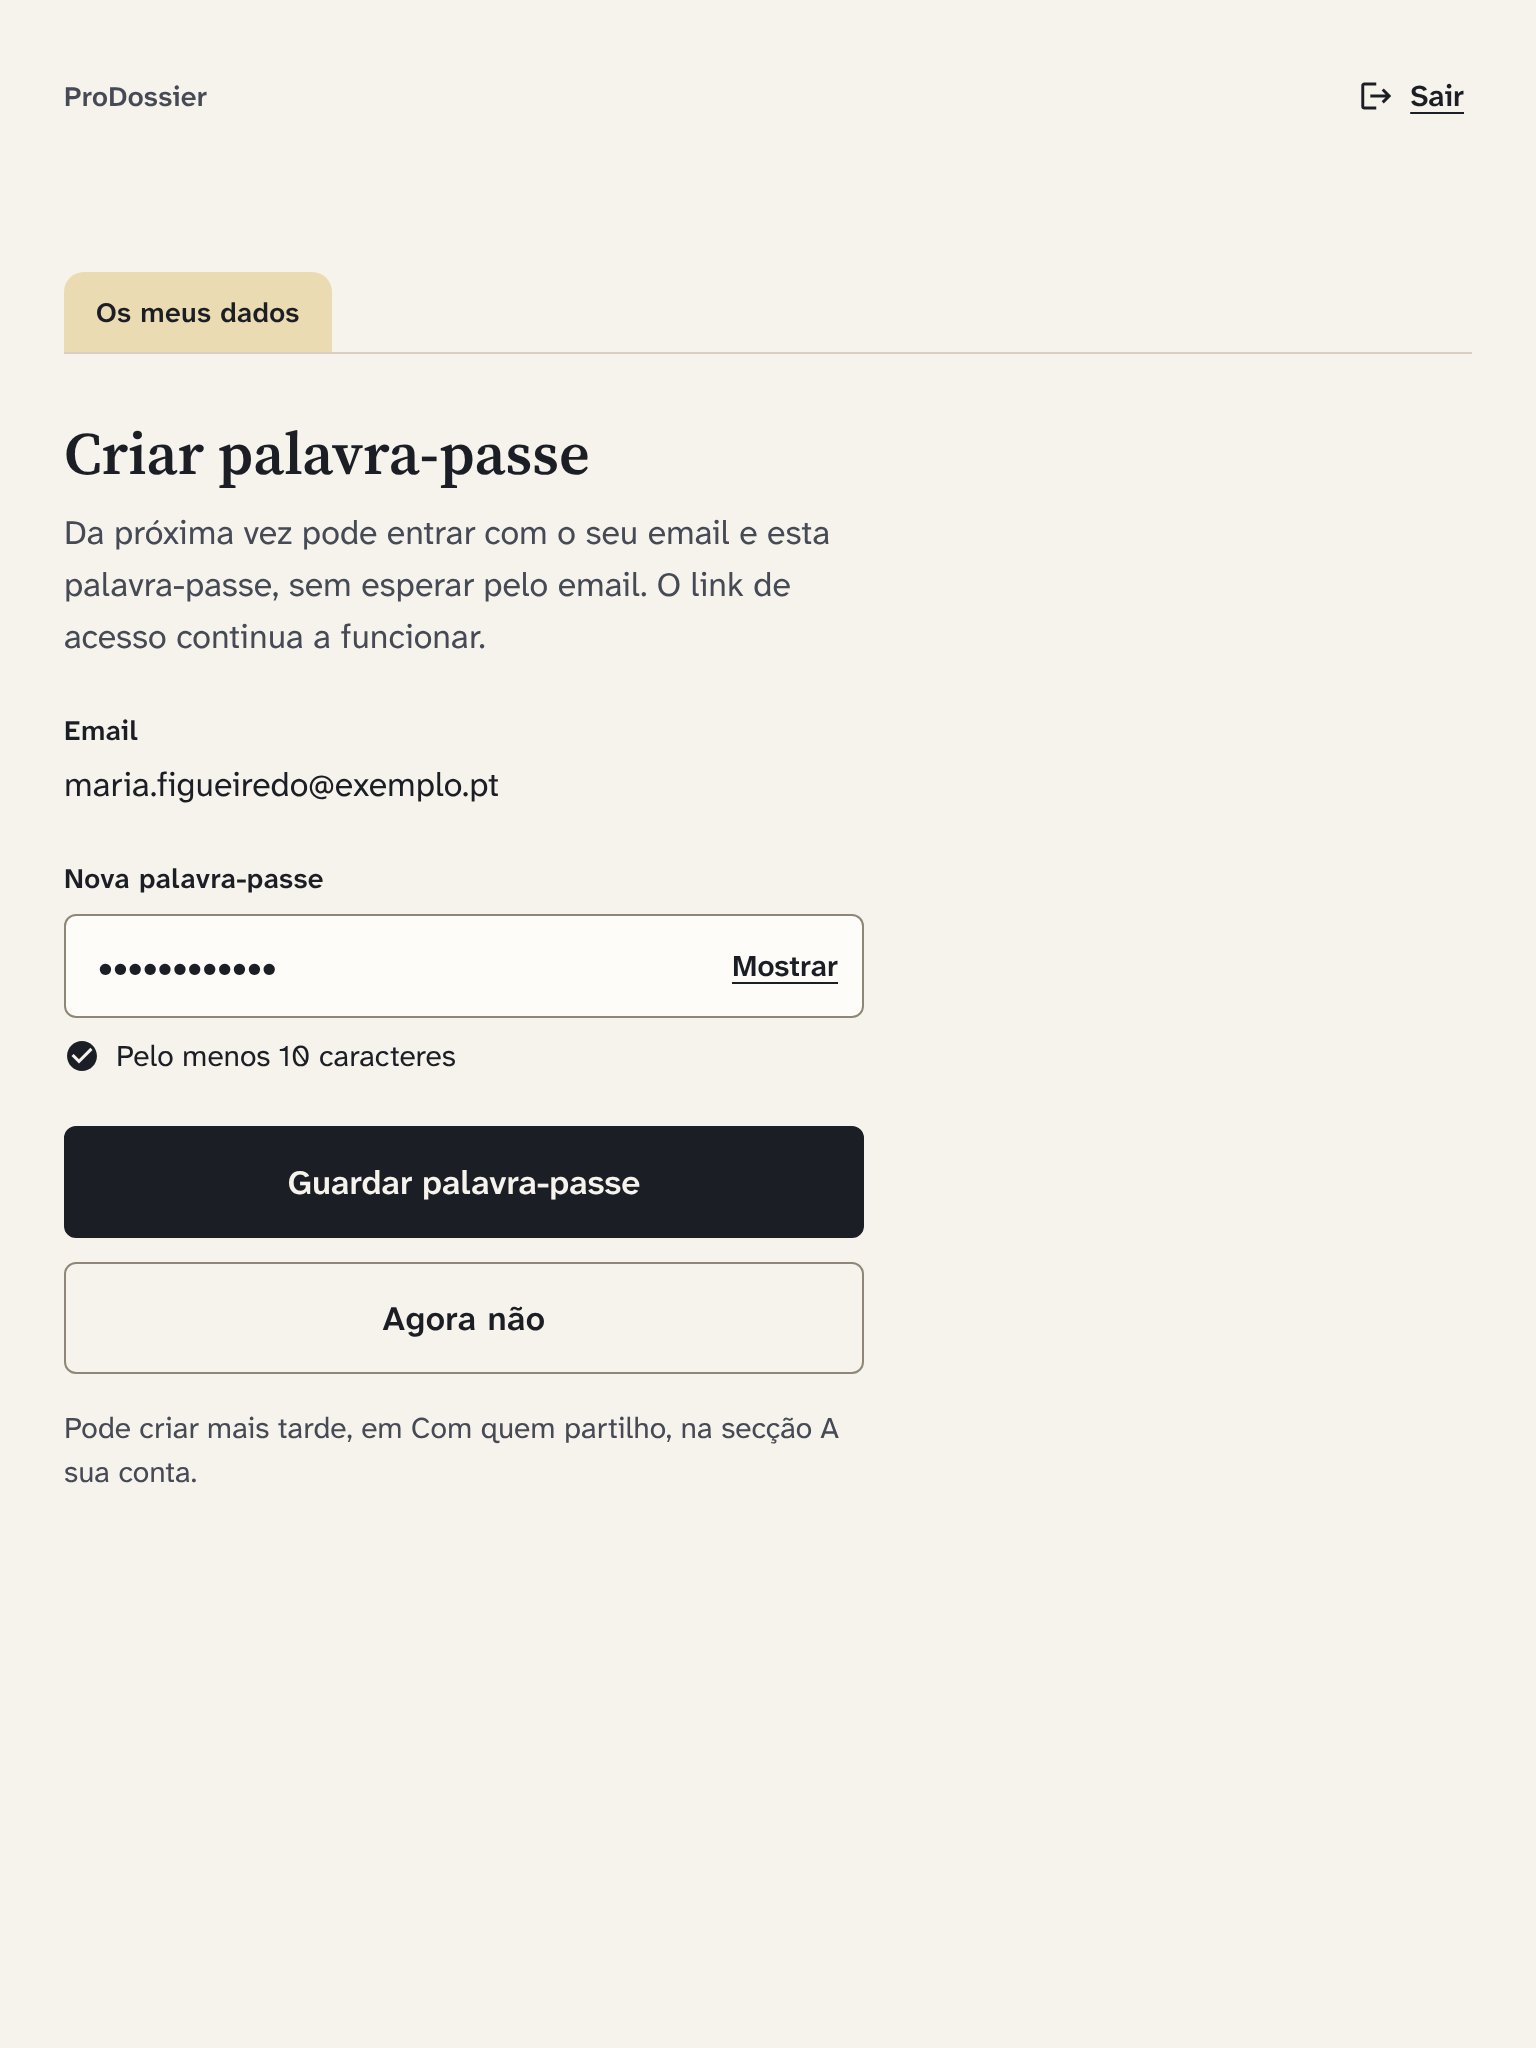 ProDossier
Sair
Os meus dados
Criar palavra-passe
Da próxima vez pode entrar com o seu email e esta
palavra-passe, sem esperar pelo email. O link de
acesso continua a funcionar.
Email
maria.figueiredo@exemplo.pt
Nova palavra-passe
••••••••••••
Mostrar
Pelo menos 10 caracteres
Guardar palavra-passe
Agora não
Pode criar mais tarde, em Com quem partilho, na secção A
sua conta.